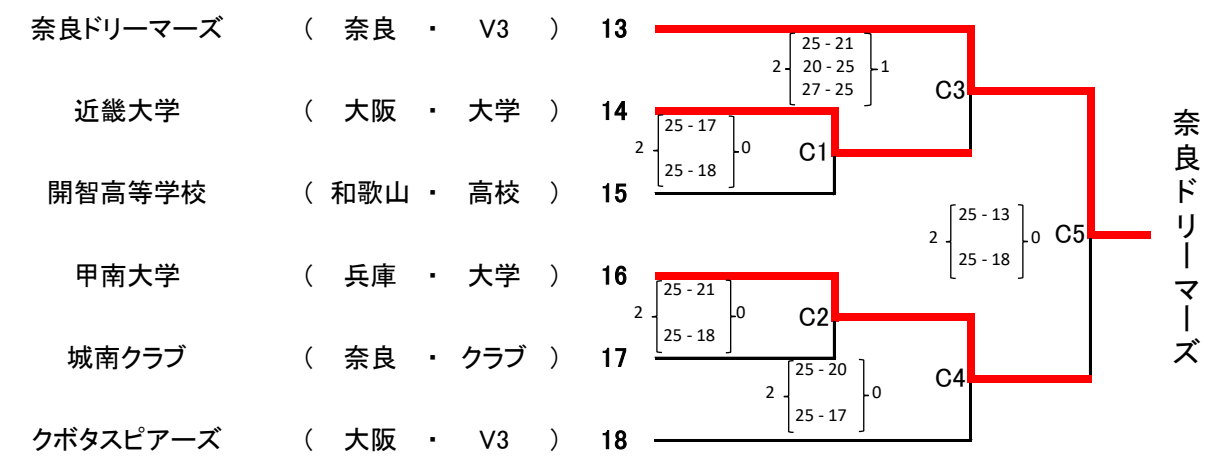 奈良ドリーマーズ （ 奈良 ・ V3 ） 13
25 - 21
2 20 - 25 1
27 - 25
C3
近畿大学 （ 大阪 ・ 大学 ） 14
25 - 17
2 0
25 - 18
C1
開智高等学校 （ 和歌山 ・ 高校 ） 15
25 - 13
2 0
25 - 18
C5
奈良ドリーマーズ
甲南大学 （ 兵庫 ・ 大学 ） 16
25 - 21
2 0
25 - 18
C2
城南クラブ （ 奈良 ・ クラブ ） 17
25 - 20
2 0
25 - 17
C4
クボタスピアーズ （ 大阪 ・ V3 ） 18